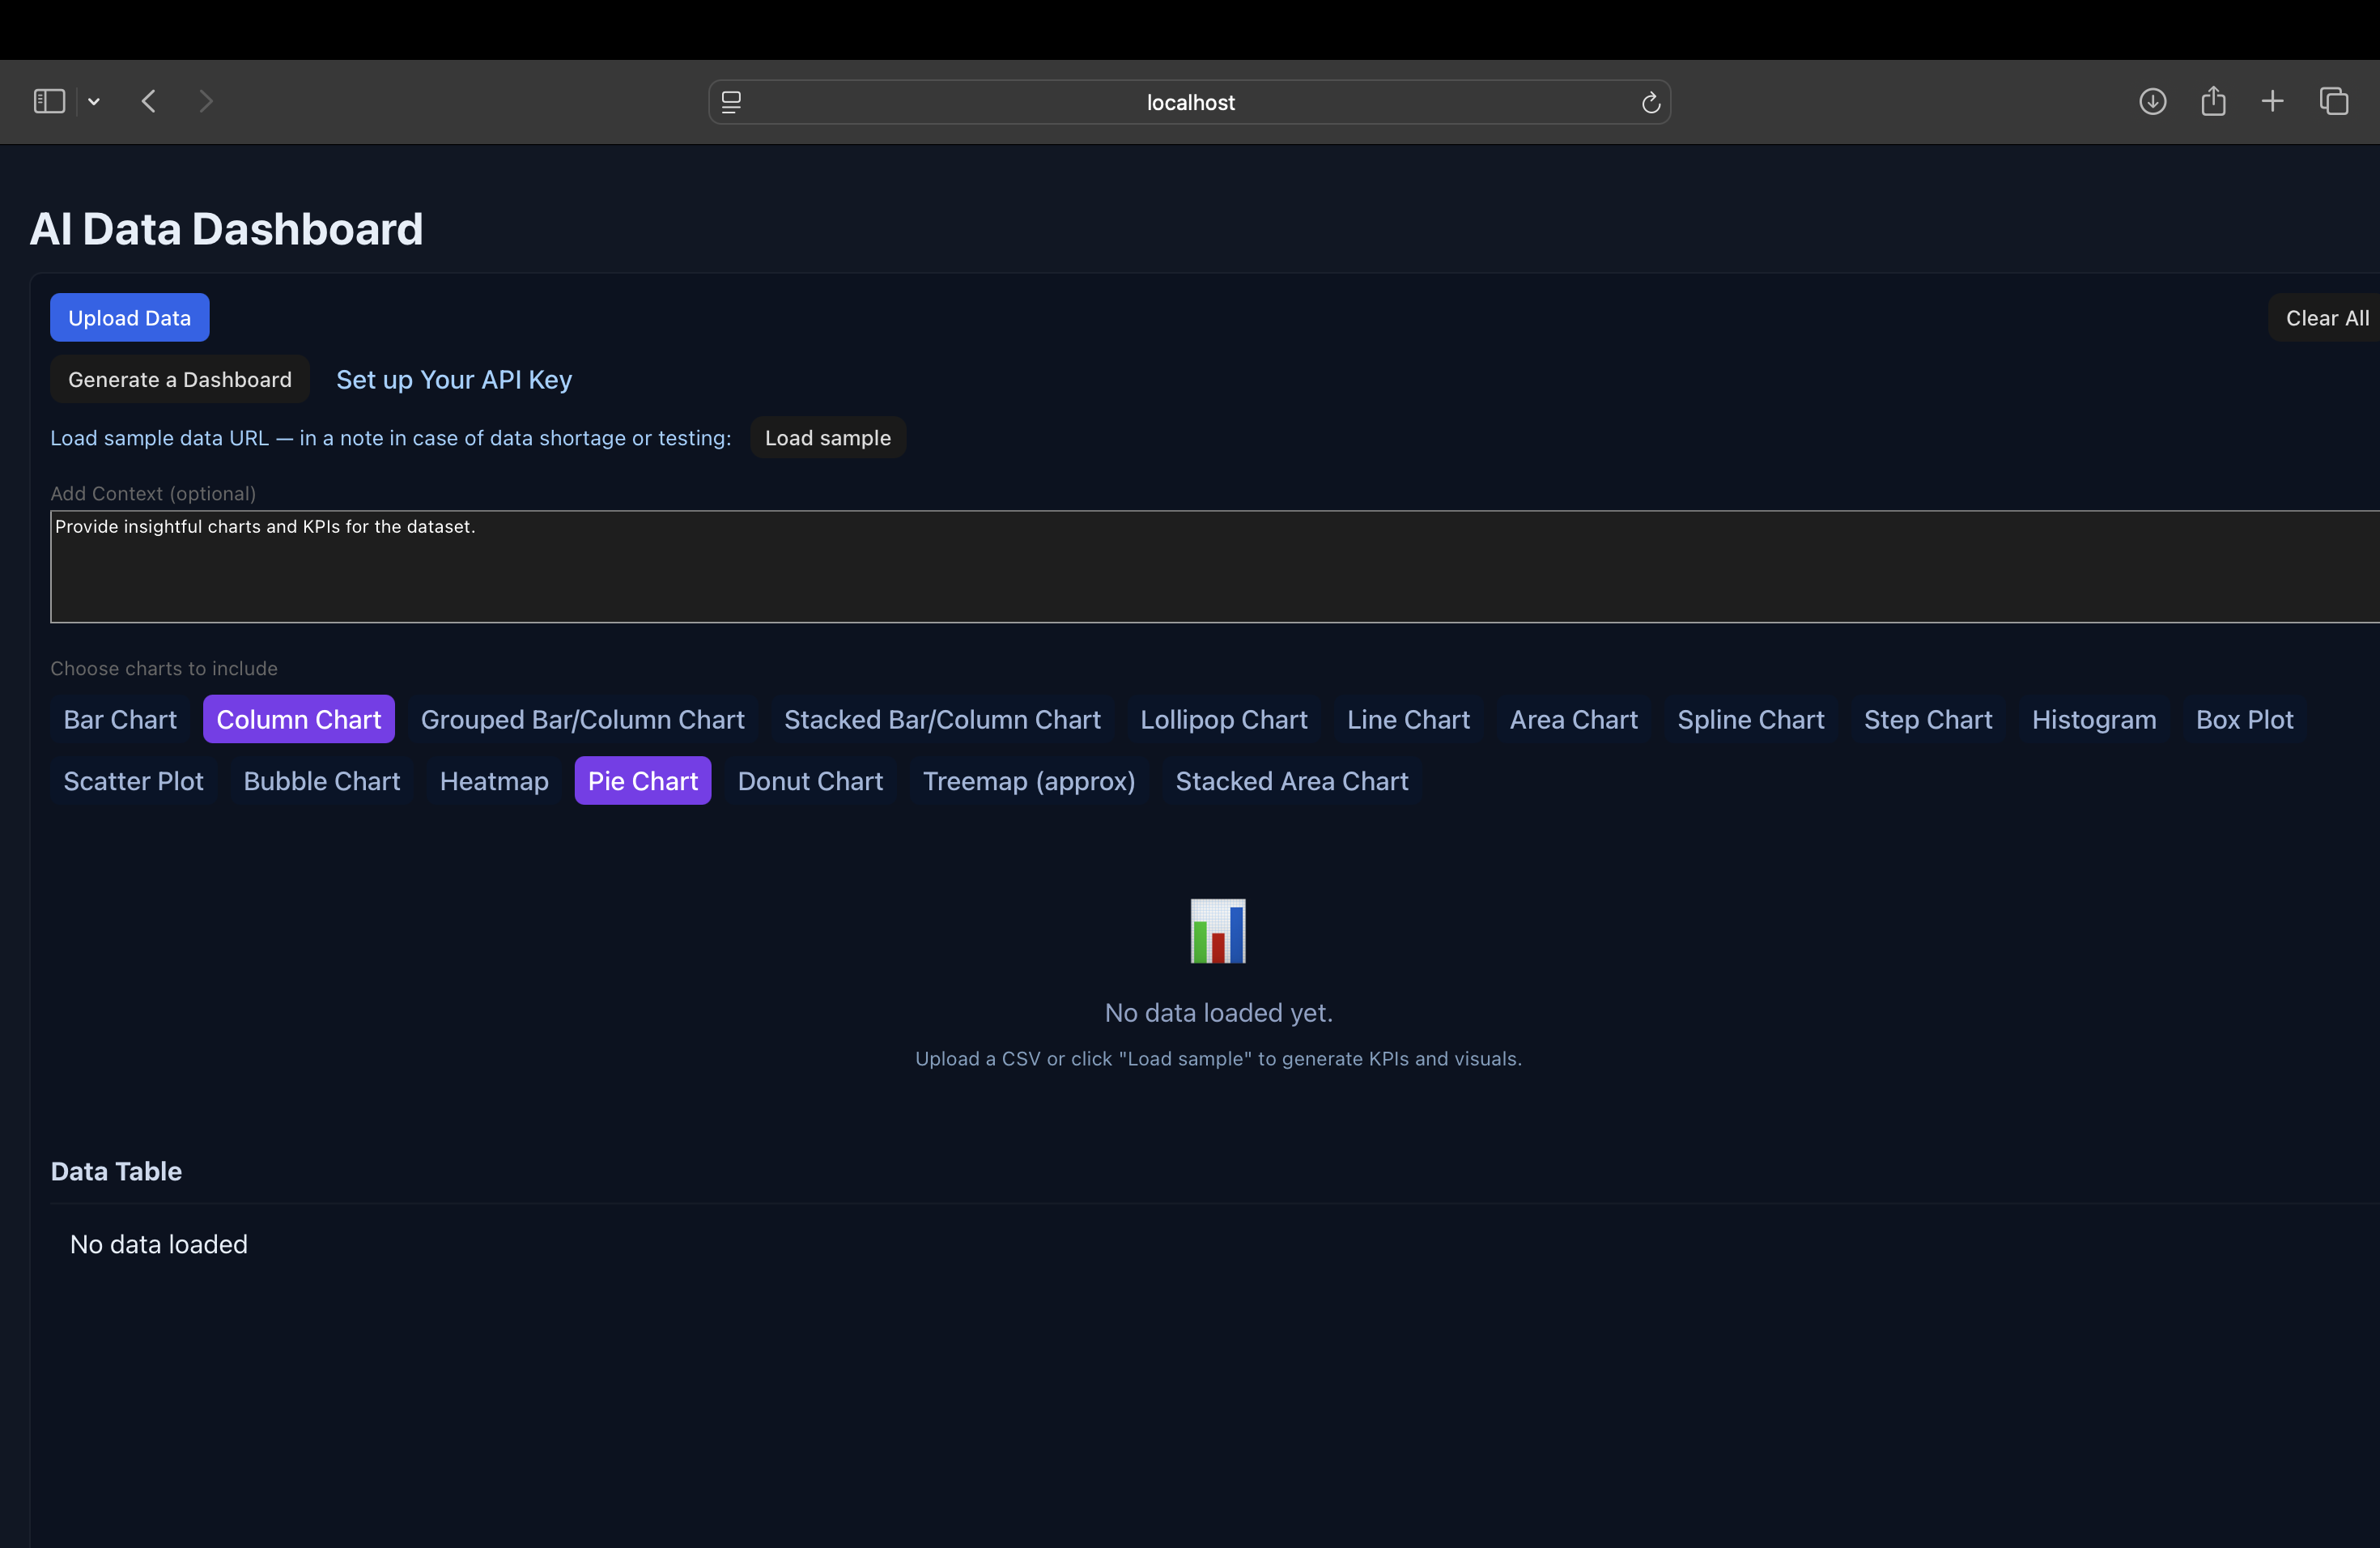 localhost
AI Data Dashboard
Upload Data
Clear All
Generate a Dashboard
Set up Your API Key
Load sample data URL — in a note in case of data shortage or testing:
Load sample
Add Context (optional)
Provide insightful charts and KPIs for the dataset.
Choose charts to include
Bar Chart Column Chart Grouped Bar/Column Chart Stacked Bar/Column Chart Lollipop Chart Line Chart Area Chart Spline Chart Step Chart Histogram Box Plot
Scatter Plot Bubble Chart Heatmap Pie Chart Donut Chart Treemap (approx) Stacked Area Chart
No data loaded yet.
Upload a CSV or click "Load sample" to generate KPIs and visuals.
Data Table
No data loaded